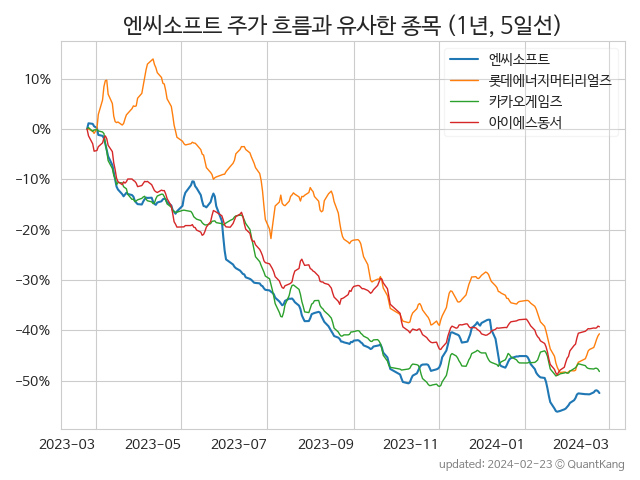 엔씨소프트 주가 흐름과 유사한 종목 (1년, 5일선)
엔씨소프트
롯데에너지머티리얼즈
카카오게임즈
아이에스동서
10%
0%
−10%
−20%
−30%
−40%
−50%
2023-03 2023-05 2023-07 2023-09 2023-11 2024-01 2024-03
updated: 2024-02-23 © QuantKang